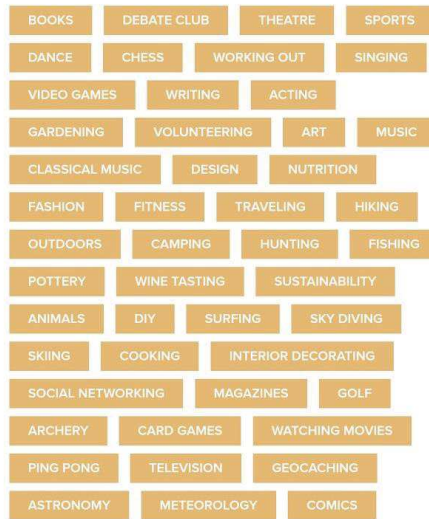 BOOKS DEBATE CLUB THEATRE SPORTS
DANCE CHESS WORKING OUT SINGING
VIDEO GAMES WRITING ACTING
GARDENING VOLUNTEERING ART MUSIC
CLASSICAL MUSIC DESIGN NUTRITION
FASHION FITNESS TRAVELING HIKING
OUTDOORS CAMPING HUNTING FISHING
POTTERY WINE TASTING SUSTAINABILITY
ANIMALS DIY SURFING SKY DIVING
SKIING COOKING INTERIOR DECORATING
SOCIAL NETWORKING MAGAZINES GOLF
ARCHERY CARD GAMES WATCHING MOVIES
PING PONG TELEVISION GEOCACHING
ASTRONOMY METEOROLOGY COMICS